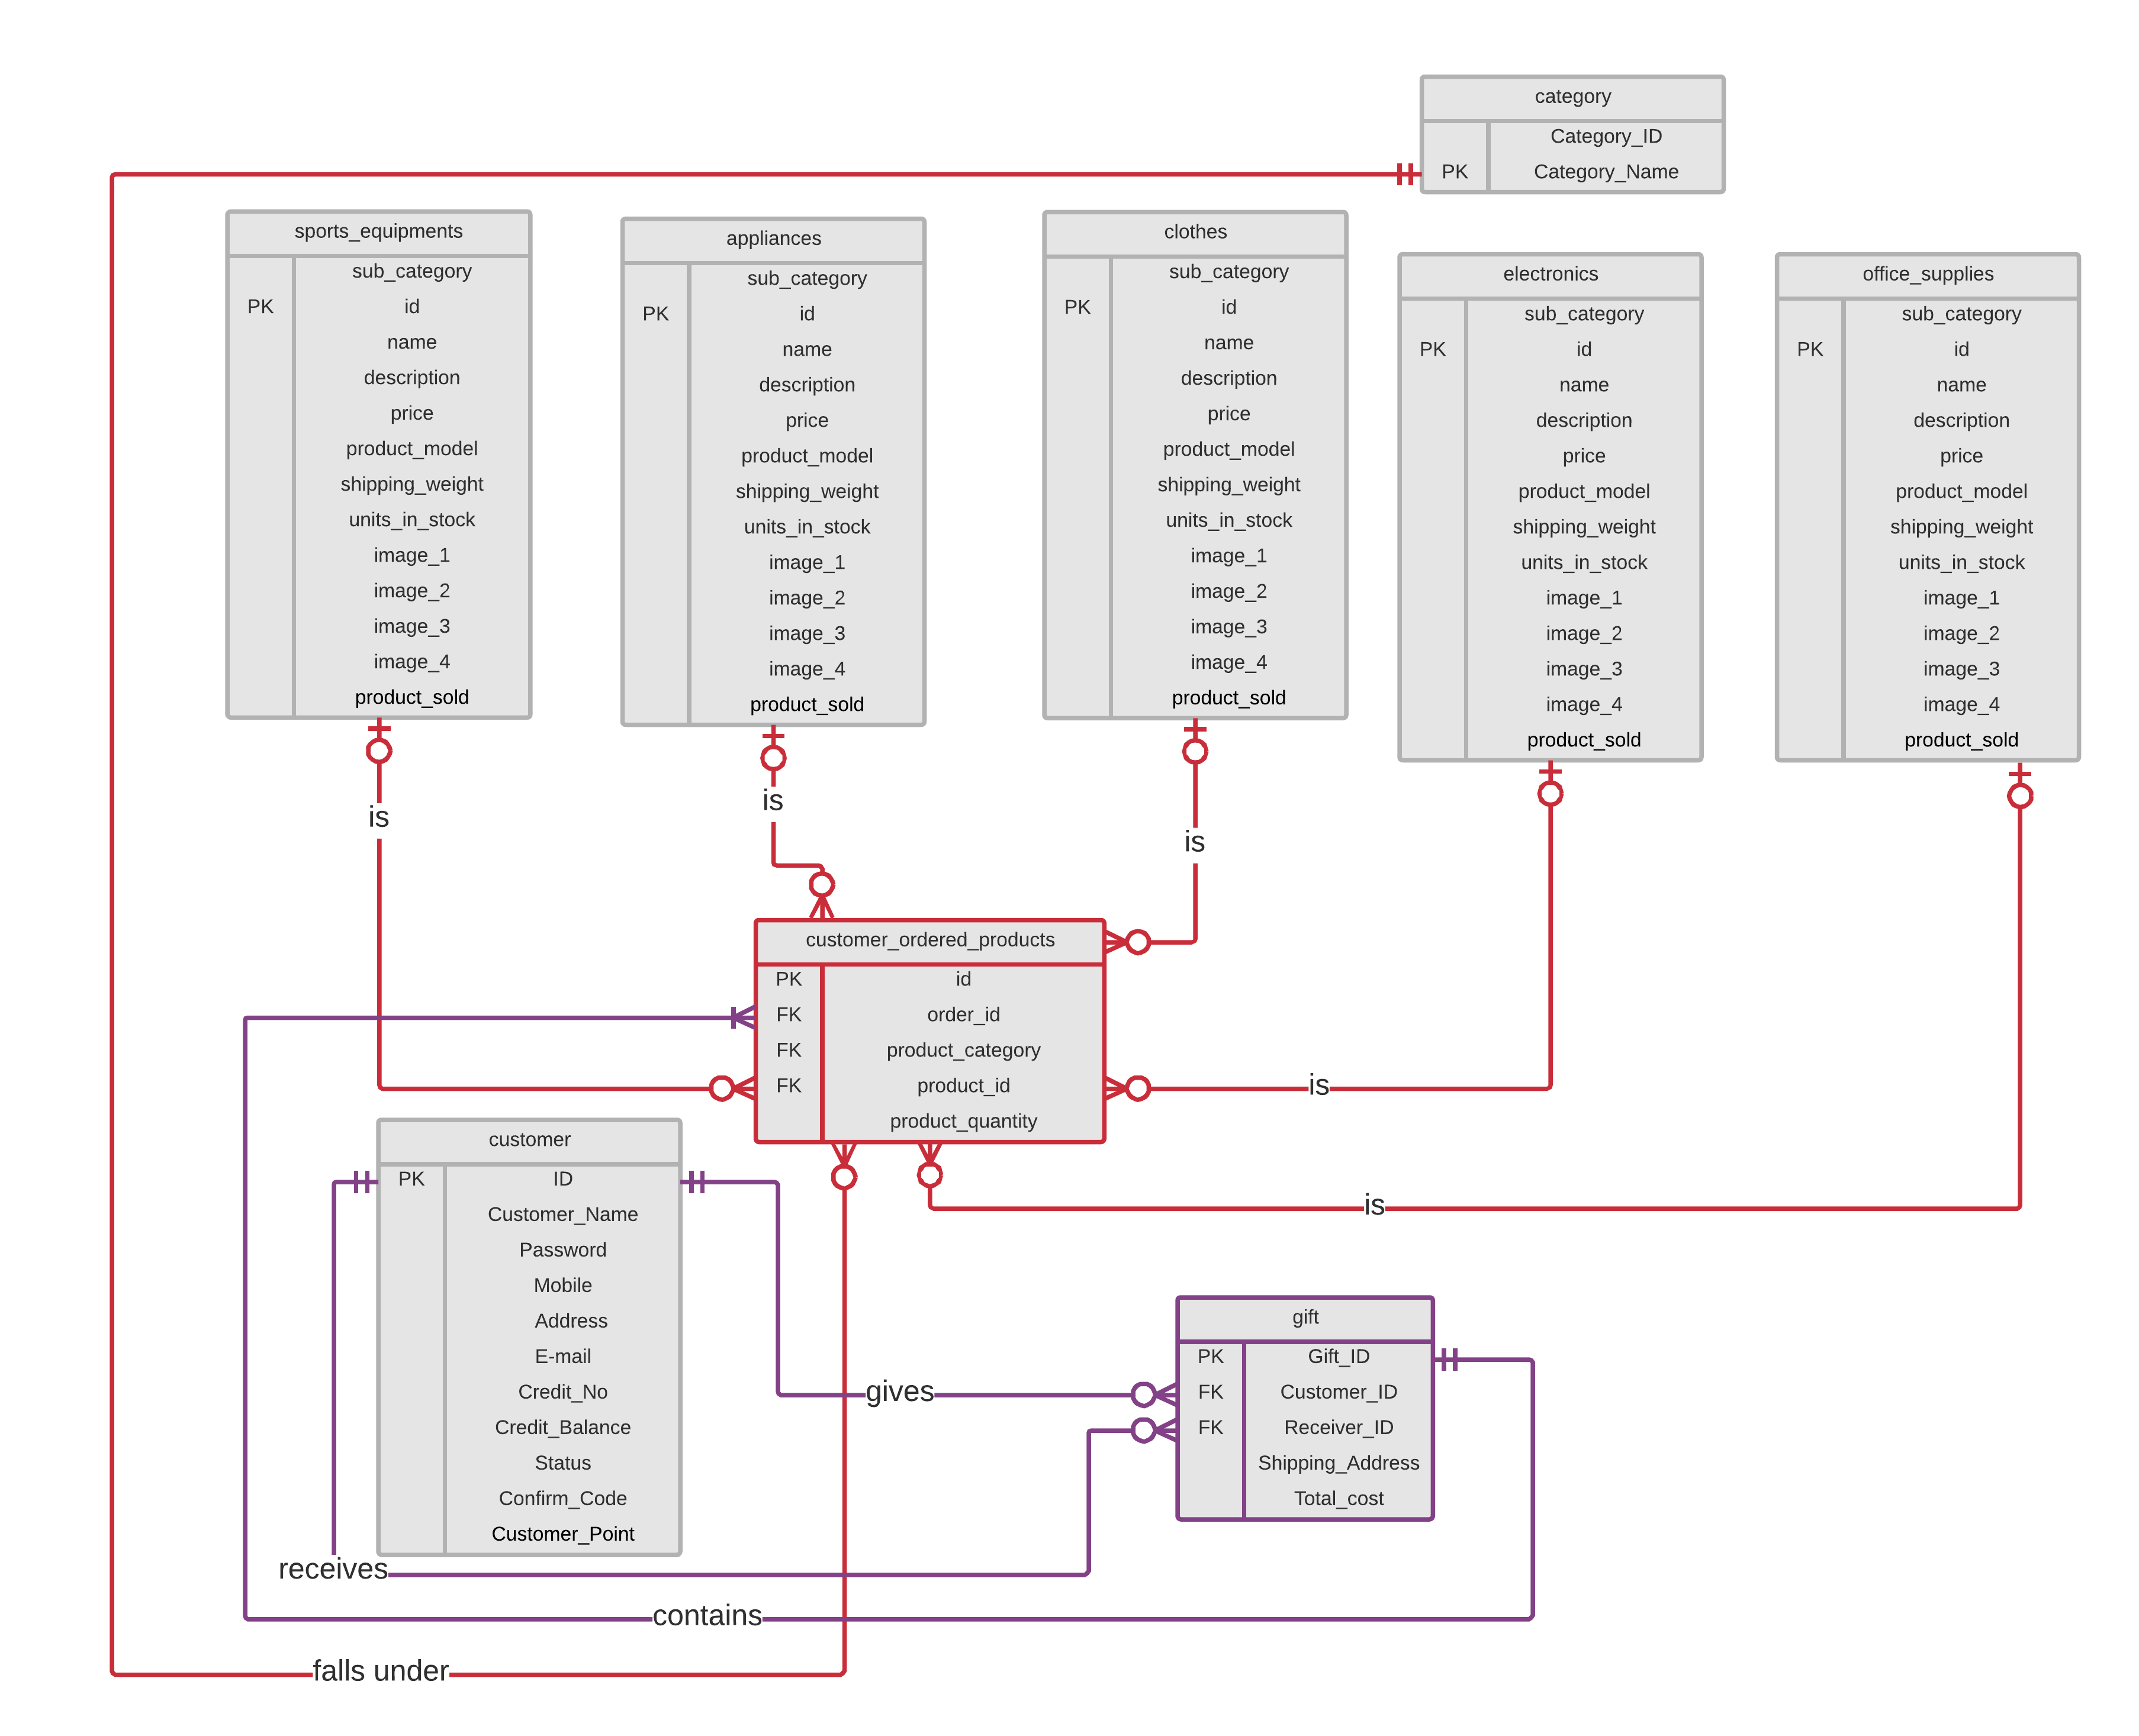 category
Category_ID
PK Category_Name
sports_equipments
sub_category
PK id
name
description
price
product_model
shipping_weight
units_in_stock
image_1
image_2
image_3
image_4
product_sold
appliances
sub_category
PK id
name
description
price
product_model
shipping_weight
units_in_stock
image_1
image_2
image_3
image_4
product_sold
clothes
sub_category
PK id
name
description
price
product_model
shipping_weight
units_in_stock
image_1
image_2
image_3
image_4
product_sold
electronics
sub_category
PK id
name
description
price
product_model
shipping_weight
units_in_stock
image_1
image_2
image_3
image_4
product_sold
office_supplies
sub_category
PK id
name
description
price
product_model
shipping_weight
units_in_stock
image_1
image_2
image_3
image_4
product_sold
is
is
is
customer_ordered_products
PK id
FK order_id
FK product_category
FK product_id
product_quantity
is
is
customer
PK ID
Customer_Name
Password
Mobile
Address
E-mail
Credit_No
Credit_Balance
Status
Confirm_Code
Customer_Point
gives
gift
PK Gift_ID
FK Customer_ID
FK Receiver_ID
Shipping_Address
Total_cost
receives
contains
falls under